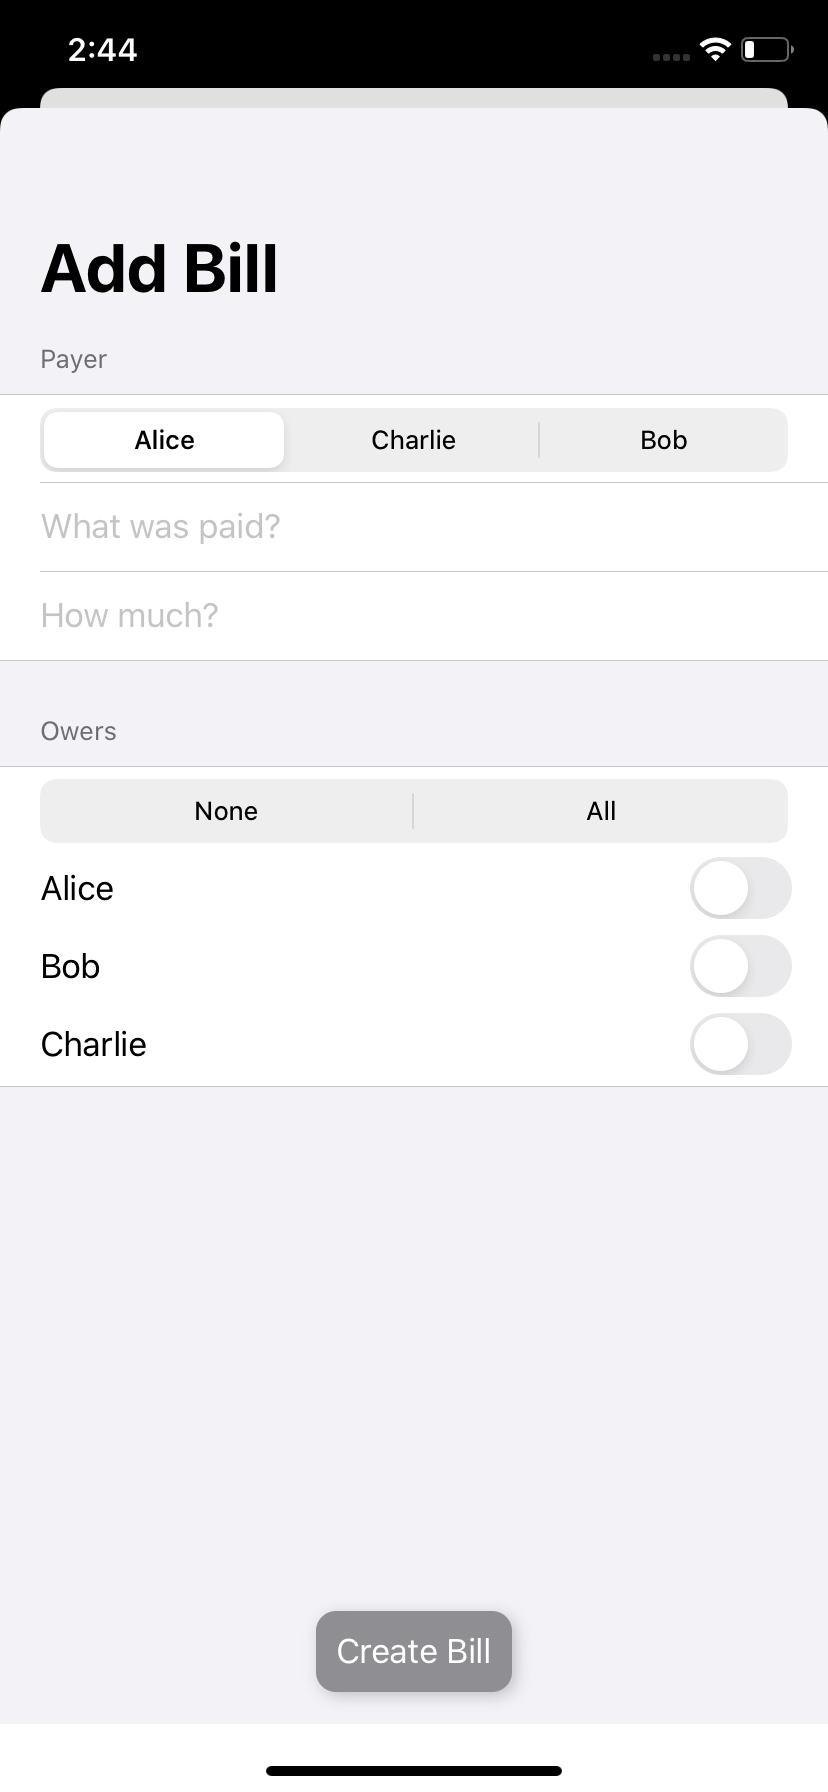 2:44
Add Bill
Payer
Alice Charlie Bob
What was paid?
How much?
Owers
None All
Alice
Bob
Charlie
Create Bill